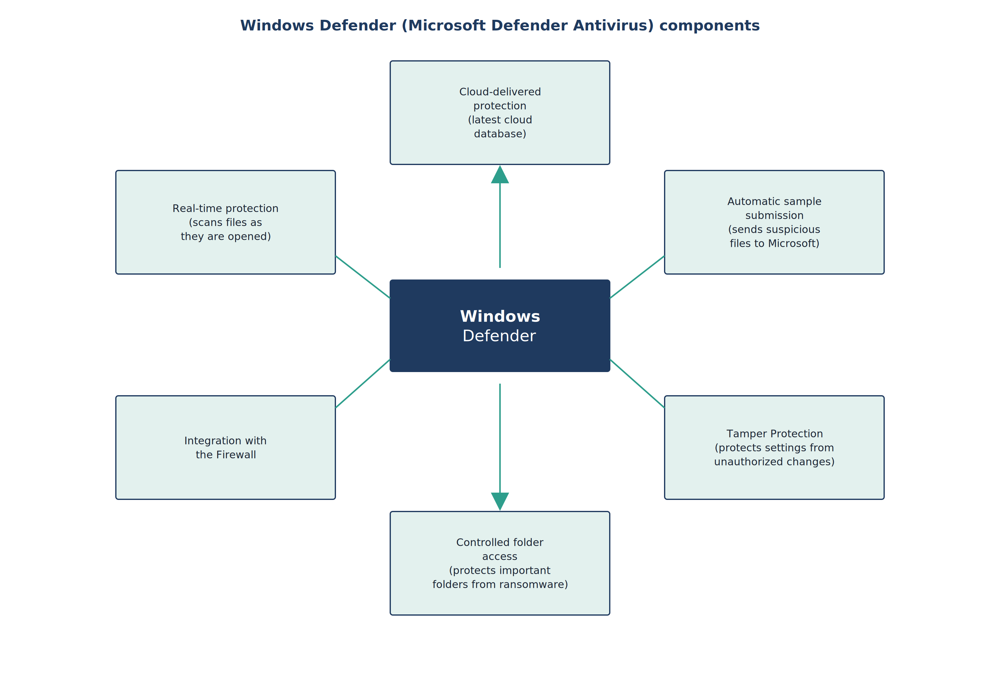 Windows Defender (Microsoft Defender Antivirus) components
Cloud-delivered
protection
(latest cloud
database)
Real-time protection
(scans files as
they are opened)
Automatic sample
submission
(sends suspicious
files to Microsoft)
Windows
Defender
Integration with
the Firewall
Tamper Protection
(protects settings from
unauthorized changes)
Controlled folder
access
(protects important
folders from ransomware)